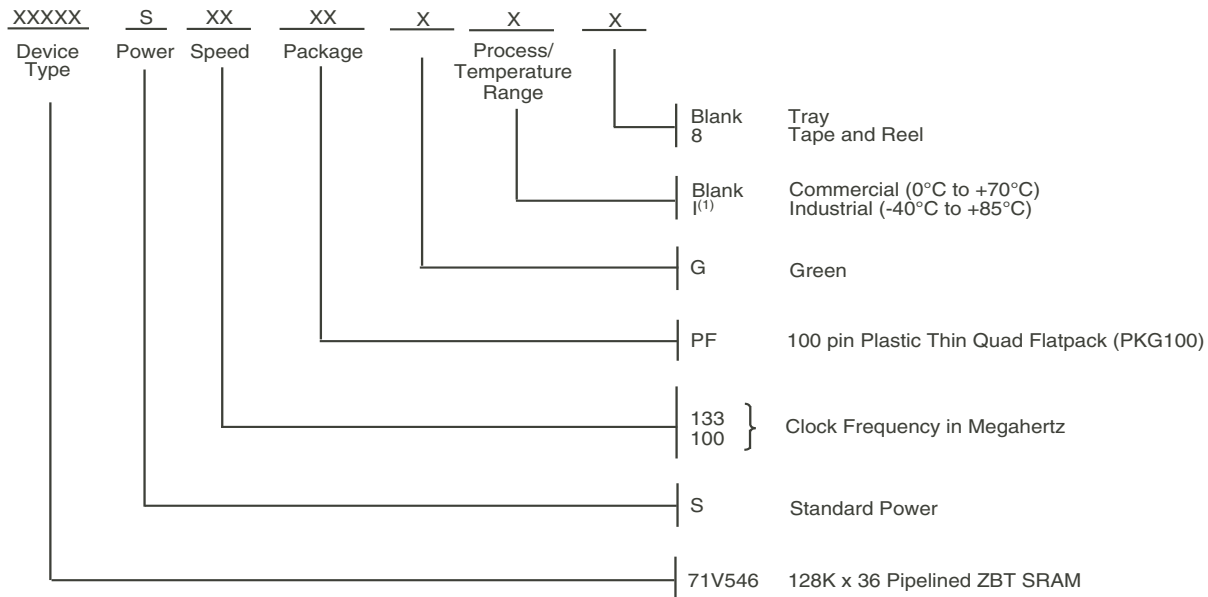 XXXXX S XX XX X X X
Device Type Power Speed Package Process/ Temperature Range
Blank Tray
8 Tape and Reel
Blank Commercial (0°C to +70°C)
I(1) Industrial (-40°C to +85°C)
G Green
PF 100 pin Plastic Thin Quad Flatpack (PKG100)
133
100 } Clock Frequency in Megahertz
S Standard Power
71V546 128K x 36 Pipelined ZBT SRAM